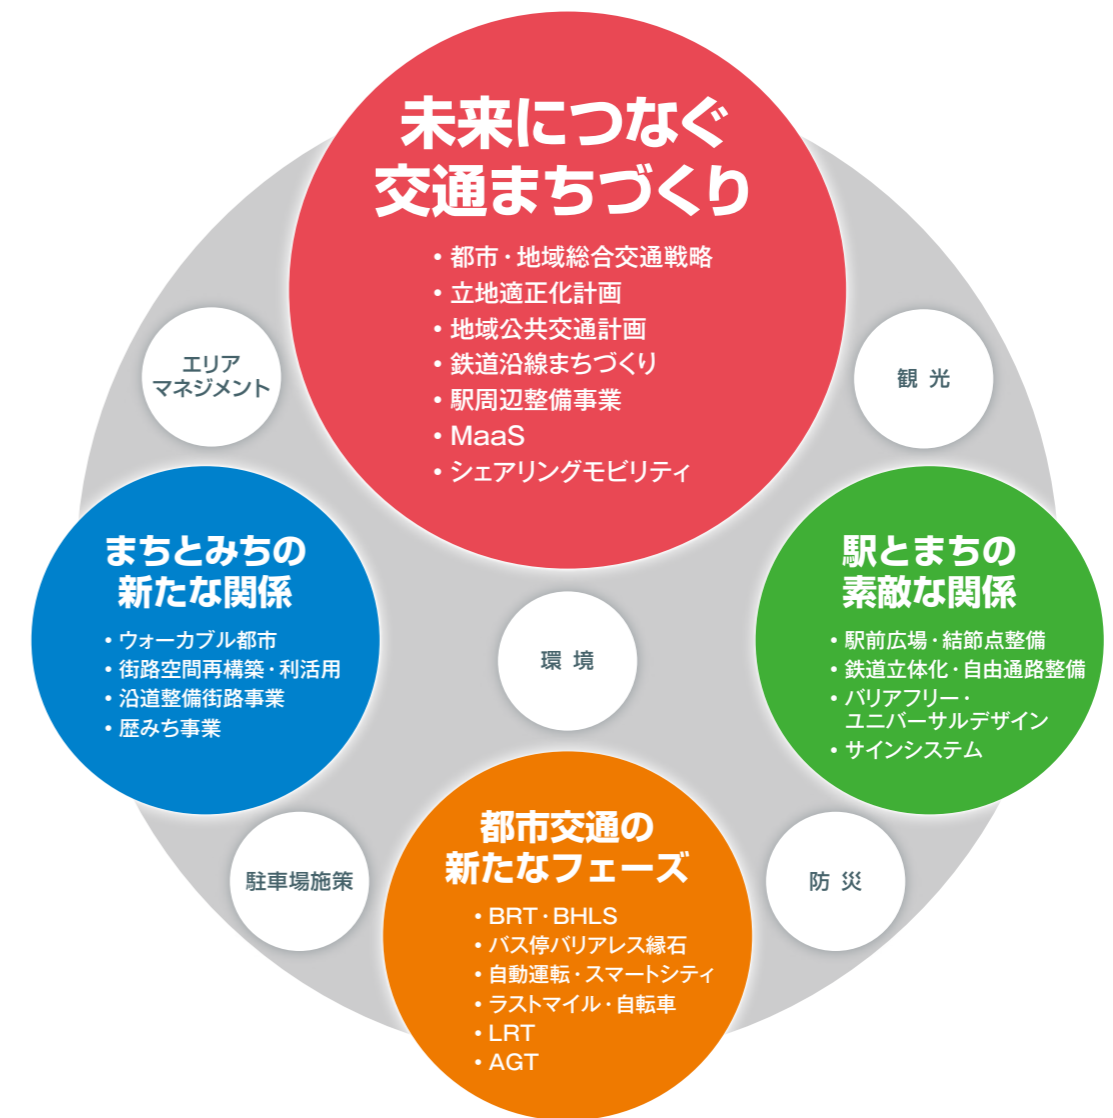 未来につなぐ
交通まちづくり
・都市・地域総合交通戦略
・立地適正化計画
・地域公共交通計画
・鉄道沿線まちづくり
・駅周辺整備事業
・MaaS
・シェアリングモビリティ
エリア
マネジメント
観 光
まちとみちの
新たな関係
・ウォーカブル都市
・街路空間再構築・利活用
・沿道整備街路事業
・歴みち事業
環 境
駅とまちの
素敵な関係
・駅前広場・結節点整備
・鉄道立体化・自由通路整備
・バリアフリー・
ユニバーサルデザイン
・サインシステム
駐車場施策
都市交通の
新たなフェーズ
・BRT・BHLS
・バス停バリアレス縁石
・自動運転・スマートシティ
・ラストマイル・自転車
・LRT
・AGT
防 災